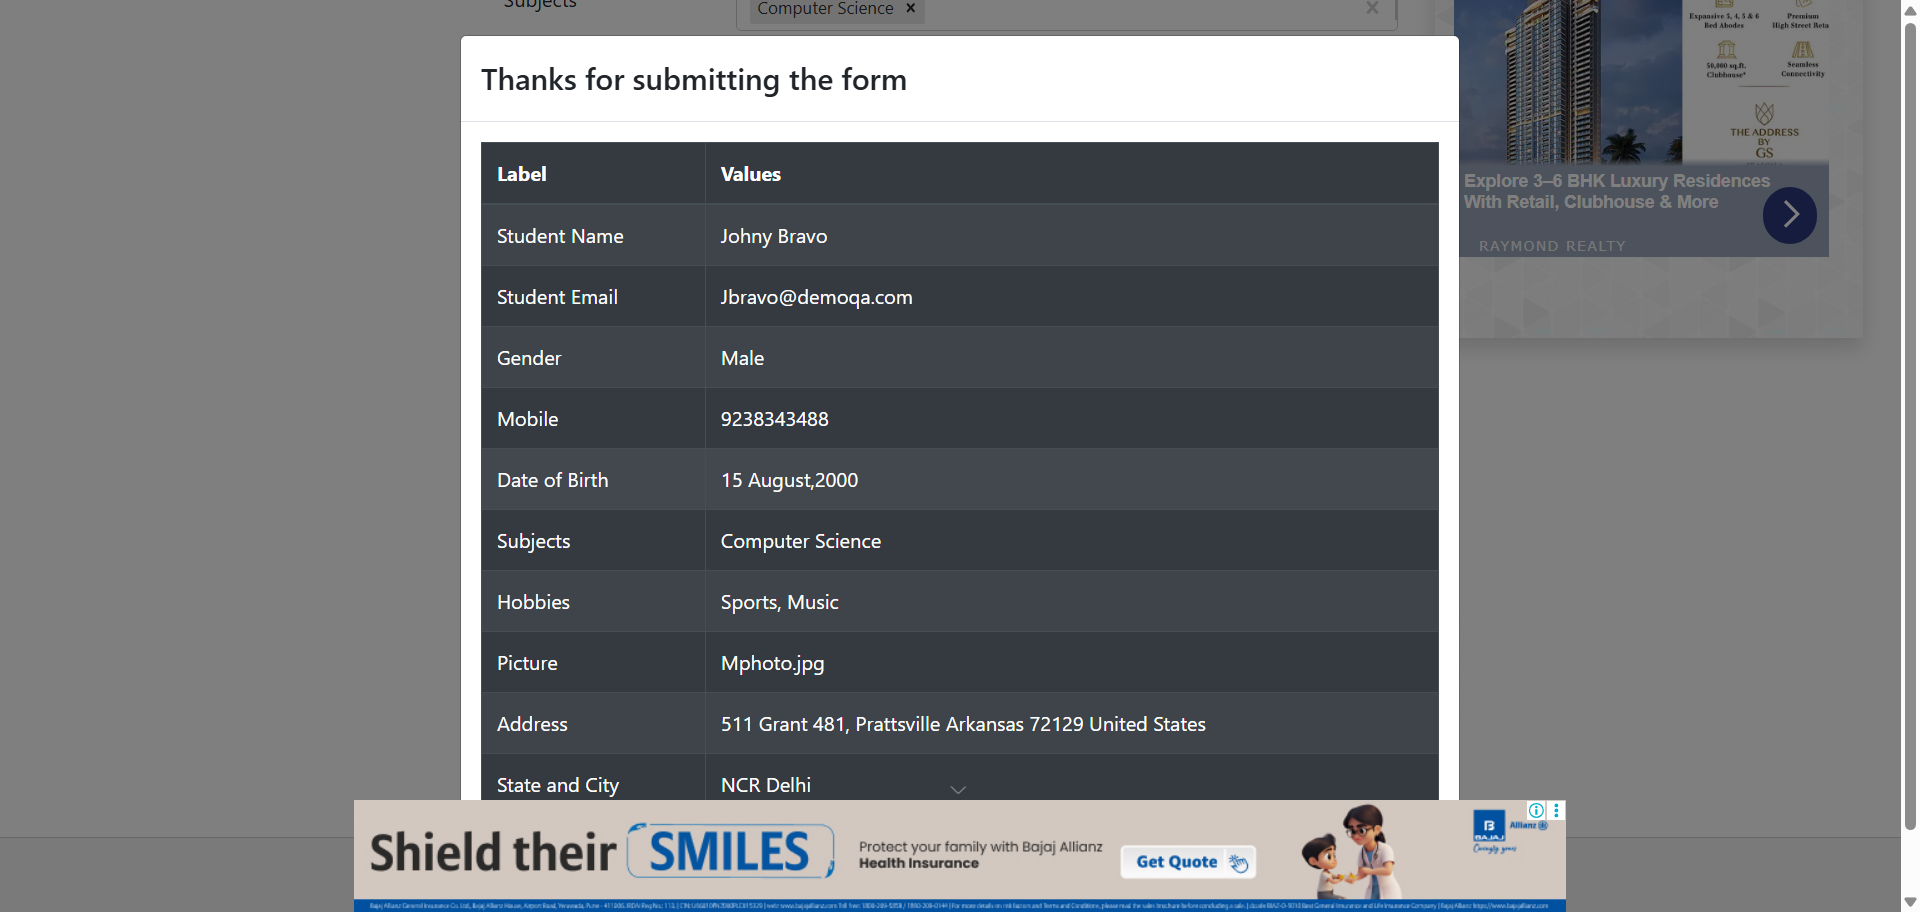 Subjects
Computer Science ×
Thanks for submitting the form
Label Values
Student Name Johny Bravo
Student Email Jbravo@demoqa.com
Gender Male
Mobile 9238343488
Date of Birth 15 August,2000
Subjects Computer Science
Hobbies Sports, Music
Picture Mphoto.jpg
Address 511 Grant 481, Prattsville Arkansas 72129 United States
State and City NCR Delhi
Expansive 3, 4, 5 & 6
Bed Abodes
Premium
High Street Reta
50,000 sq.ft.
Clubhouse*
Seamless
Connectivity
THE ADDRESS
BY
GS
Explore 3–6 BHK Luxury Residences
With Retail, Clubhouse & More
RAYMOND REALTY
Shield their SMILES
Protect your family with Bajaj Allianz
Health Insurance
Get Quote
B
BAJAJ
Allianz
Caringly yours